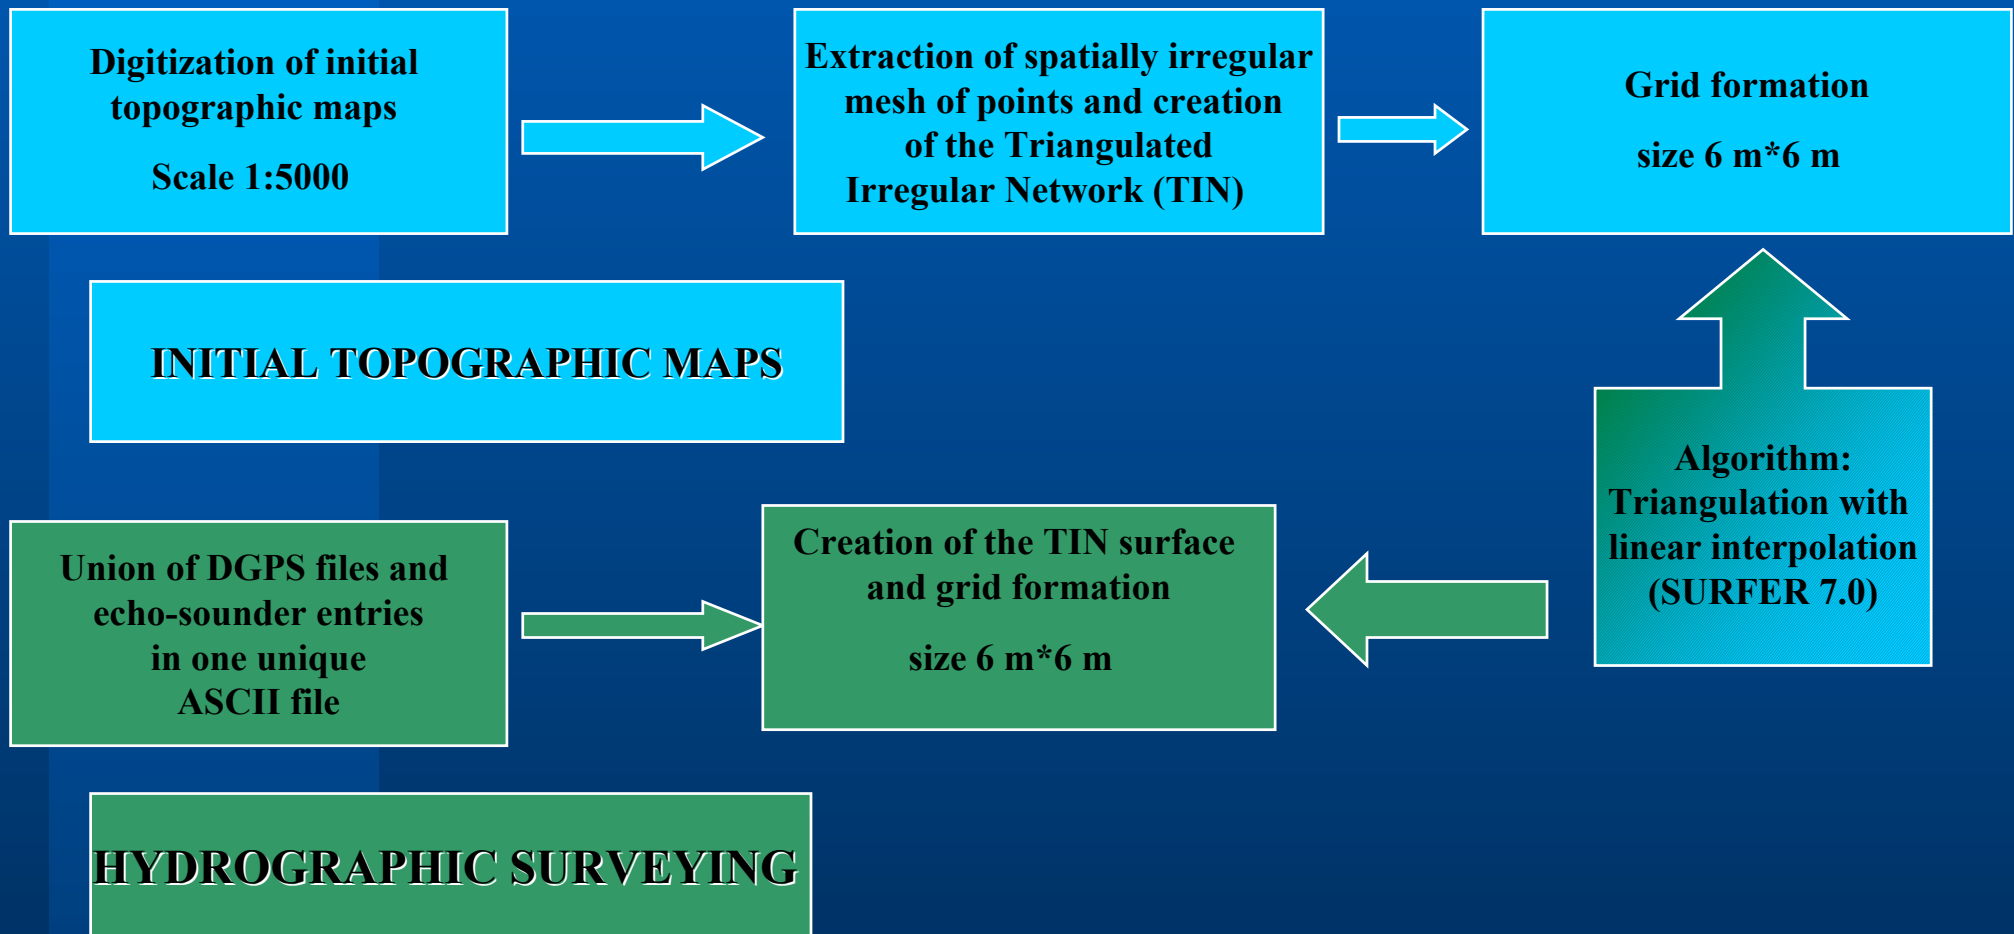 Digitization of initial
topographic maps
Scale 1:5000
Extraction of spatially irregular
mesh of points and creation
of the Triangulated
Irregular Network (TIN)
Grid formation
size 6 m*6 m
INITIAL TOPOGRAPHIC MAPS
Algorithm:
Triangulation with
linear interpolation
(SURFER 7.0)
Union of DGPS files and
echo-sounder entries
in one unique
ASCII file
Creation of the TIN surface
and grid formation
size 6 m*6 m
HYDROGRAPHIC SURVEYING